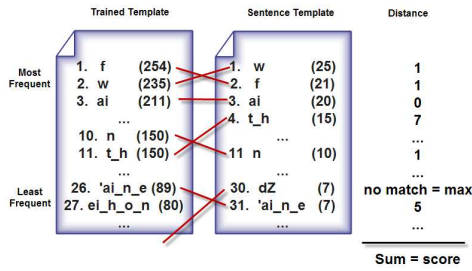 Trained Template Sentence Template Distance
Most Frequent
1. f (254) 1. w (25) 1
2. w (235) 2. f (21) 1
3. ai (211) 3. ai (20) 0
... 4. t_h (15) 7
10. n (150) ... ...
11. t_h (150) 11 n (10) 1
... ... ...
Least Frequent
26. 'ai_n_e (89) 30. dZ (7) no match = max
27. ei_h_o_n (80) 31. 'ai_n_e (7) 5
... ... ...
Sum = score